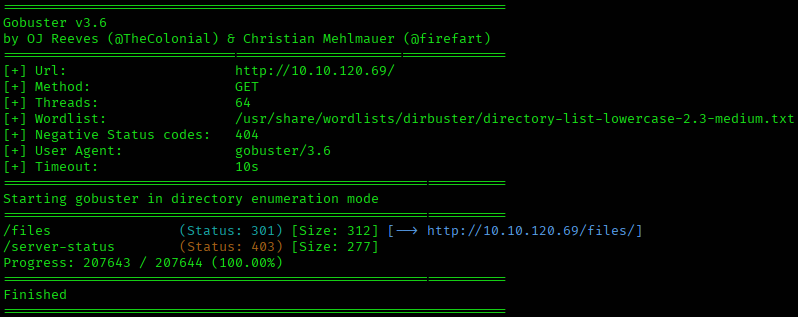 ===============================================================
Gobuster v3.6
by OJ Reeves (@TheColonial) & Christian Mehlmauer (@firefart)
===============================================================
[+] Url:                     http://10.10.120.69/
[+] Method:                  GET
[+] Threads:                 64
[+] Wordlist:                /usr/share/wordlists/dirbuster/directory-list-lowercase-2.3-medium.txt
[+] Negative Status codes:   404
[+] User Agent:              gobuster/3.6
[+] Timeout:                 10s
===============================================================
Starting gobuster in directory enumeration mode
===============================================================
/files                (Status: 301) [Size: 312] [--> http://10.10.120.69/files/]
/server-status        (Status: 403) [Size: 277]
Progress: 207643 / 207644 (100.00%)
===============================================================
Finished
===============================================================